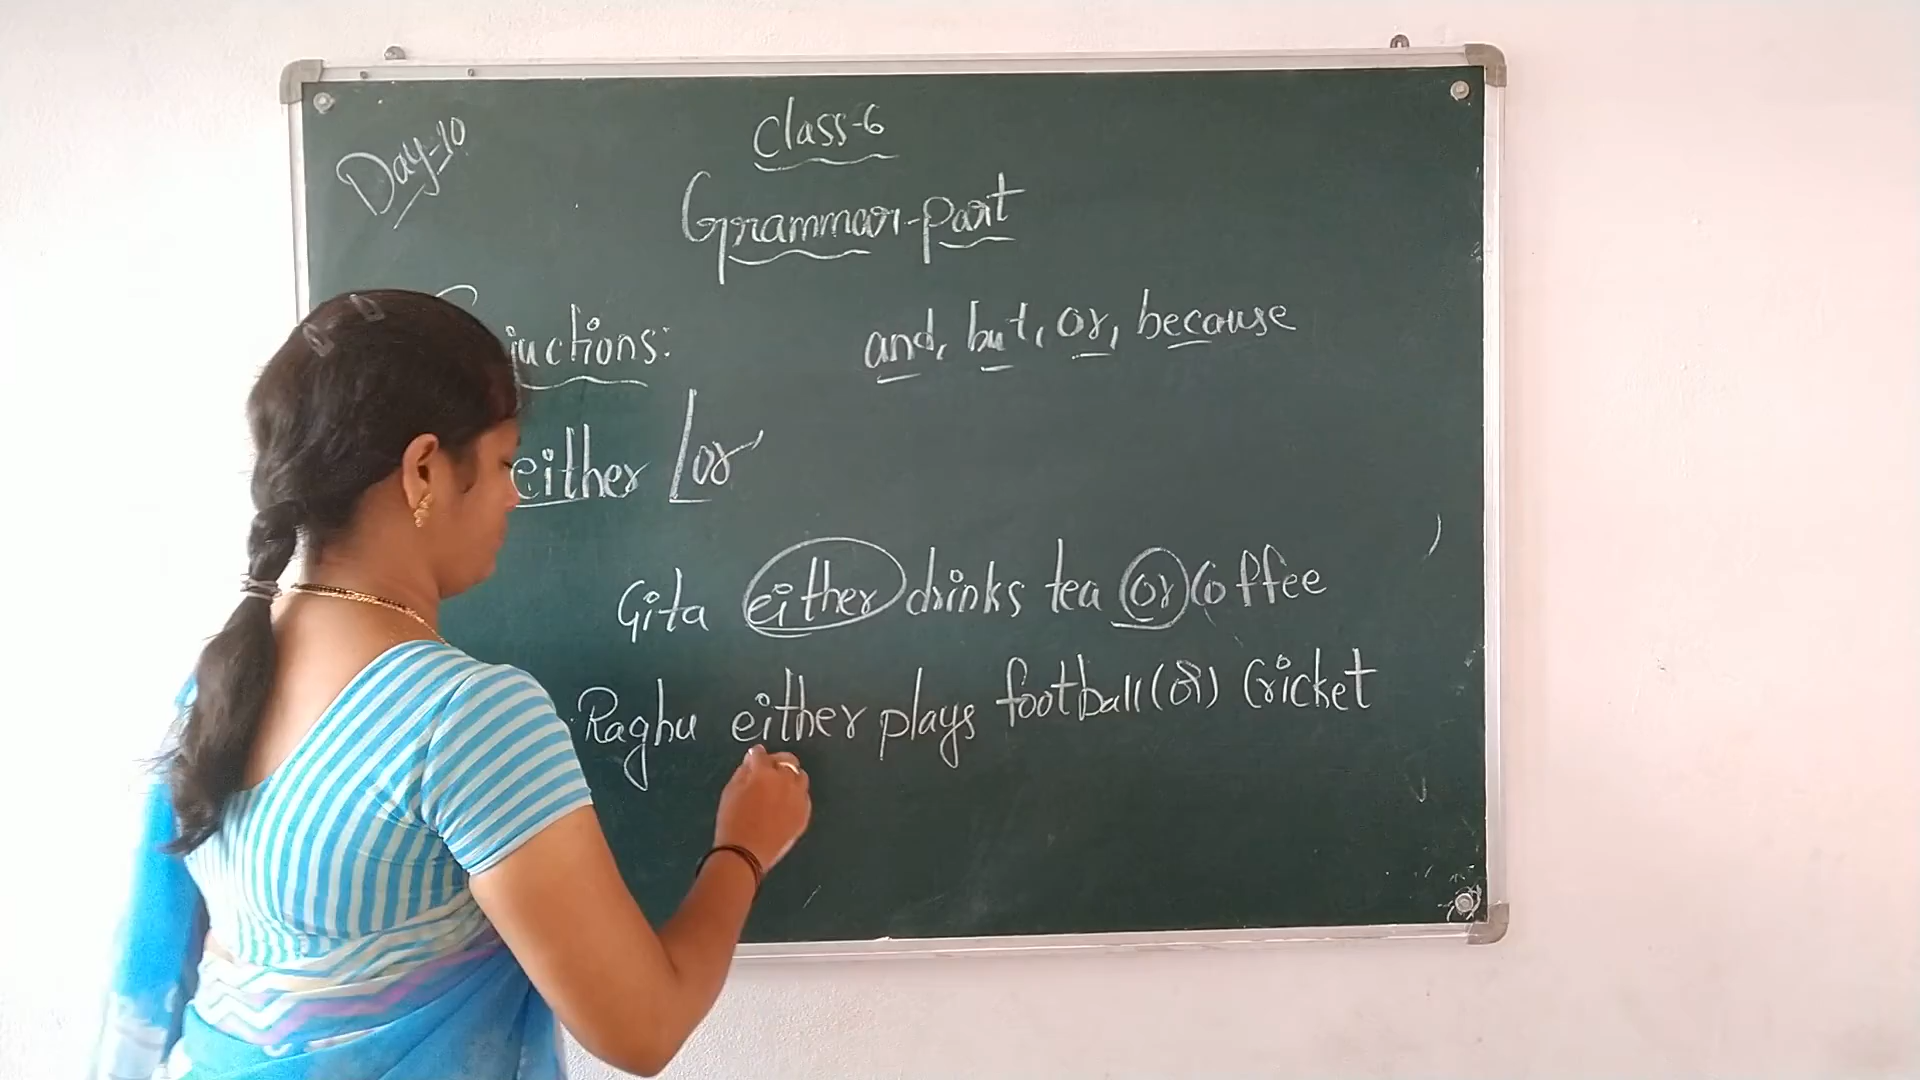 Day-10
Class-6
Grammar-part
junctions: and, but, or, because
either / or
Gita either drinks tea or Coffee
Raghu either plays football (or) Cricket